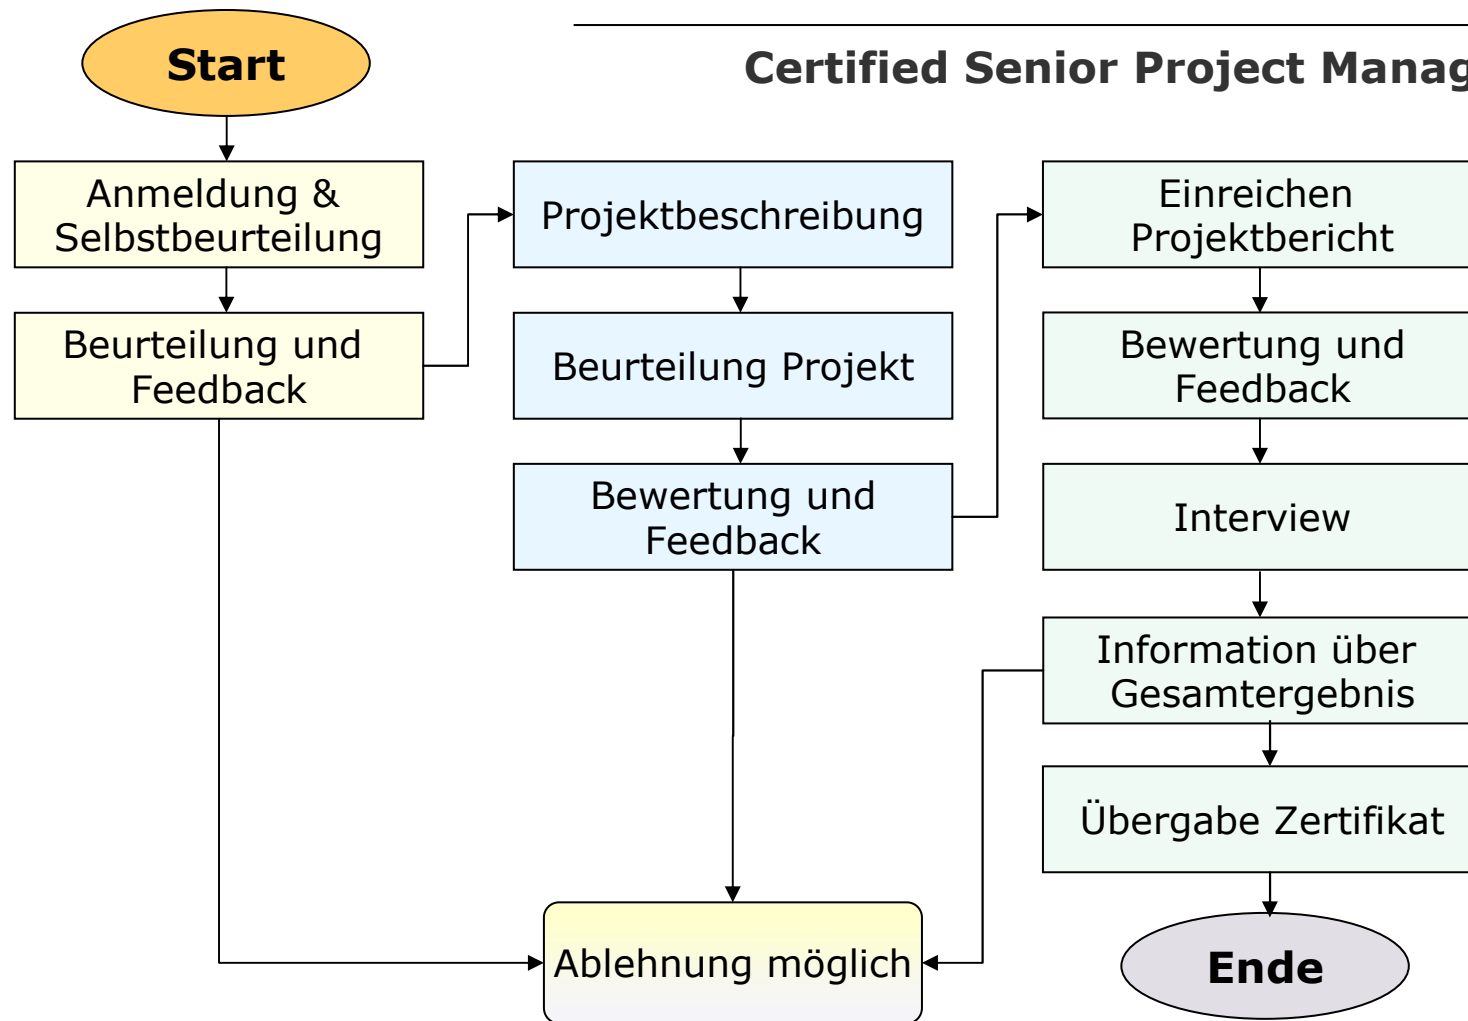 Start
Certified Senior Project Manag
Anmeldung &
Selbstbeurteilung
Beurteilung und
Feedback
Projektbeschreibung
Beurteilung Projekt
Bewertung und
Feedback
Einreichen
Projektbericht
Bewertung und
Feedback
Interview
Information über
Gesamtergebnis
Übergabe Zertifikat
Ablehnung möglich
Ende